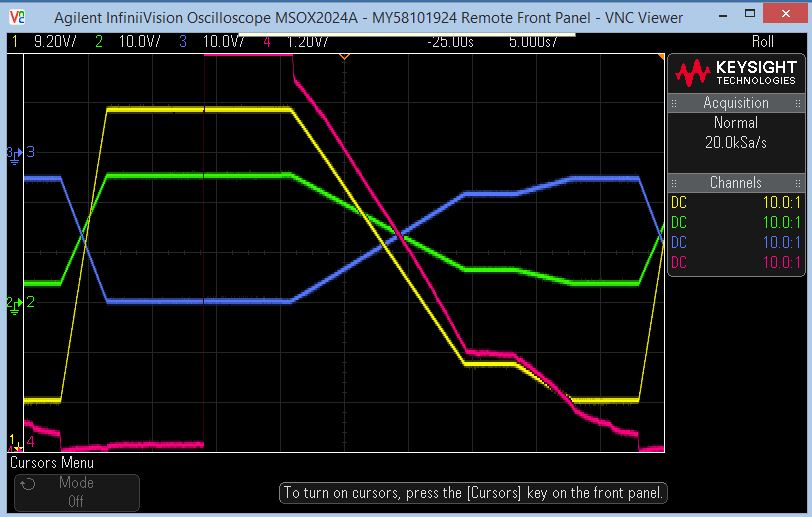 Agilent InfiniiVision Oscilloscope MSOX2024A - MY58101924 Remote Front Panel - VNC Viewer
1 9.20V/ 2 10.0V/ 3 10.0V/ 4 1.20V/ -25.00s 5.000s/ Roll
KEYSIGHT
TECHNOLOGIES
Acquisition
Normal
20.0kSa/s
Channels
DC 10.0:1
DC 10.0:1
DC 10.0:1
DC 10.0:1
3 3
2 2
1
4 4
Cursors Menu
Mode
Off
To turn on cursors, press the [Cursors] key on the front panel.